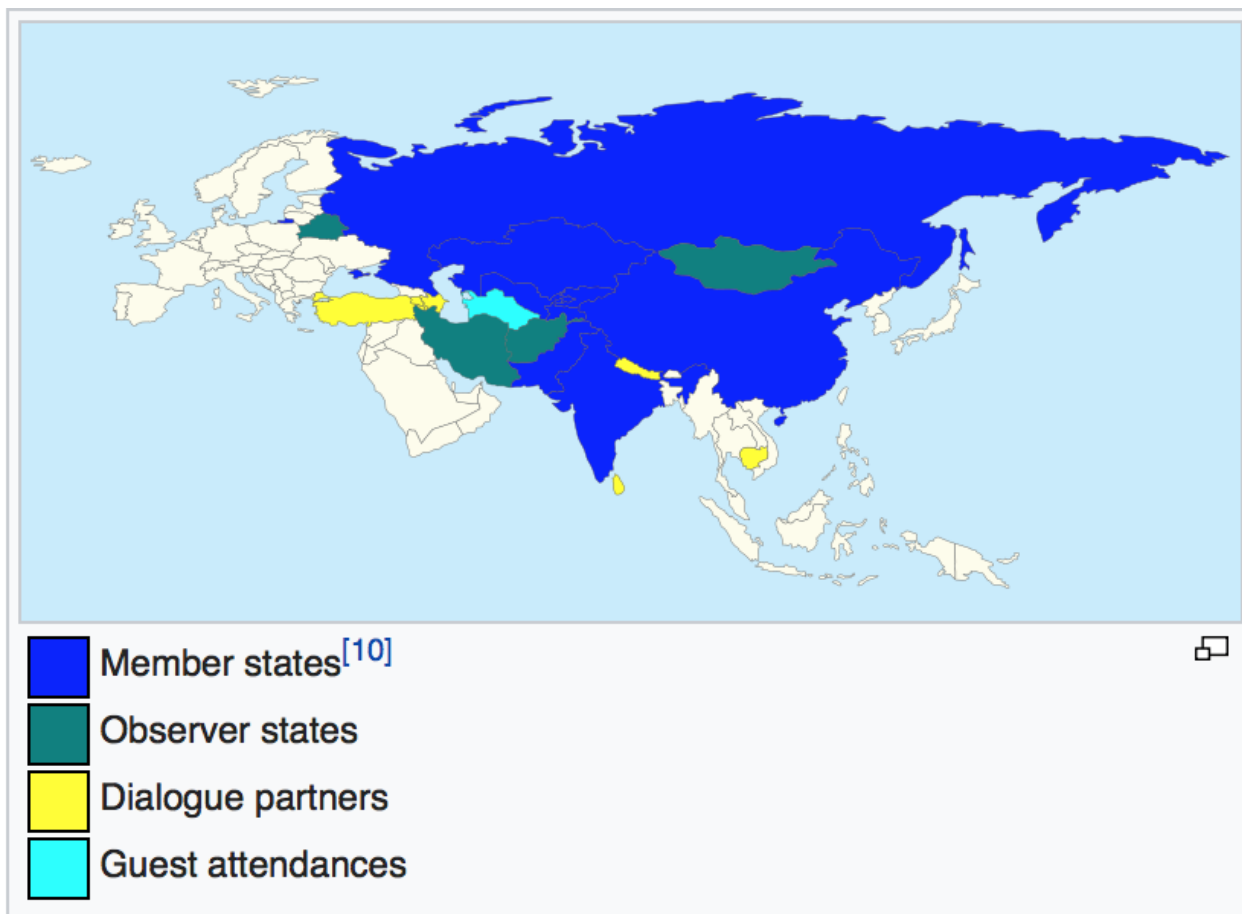 Member states[10]
Observer states
Dialogue partners
Guest attendances